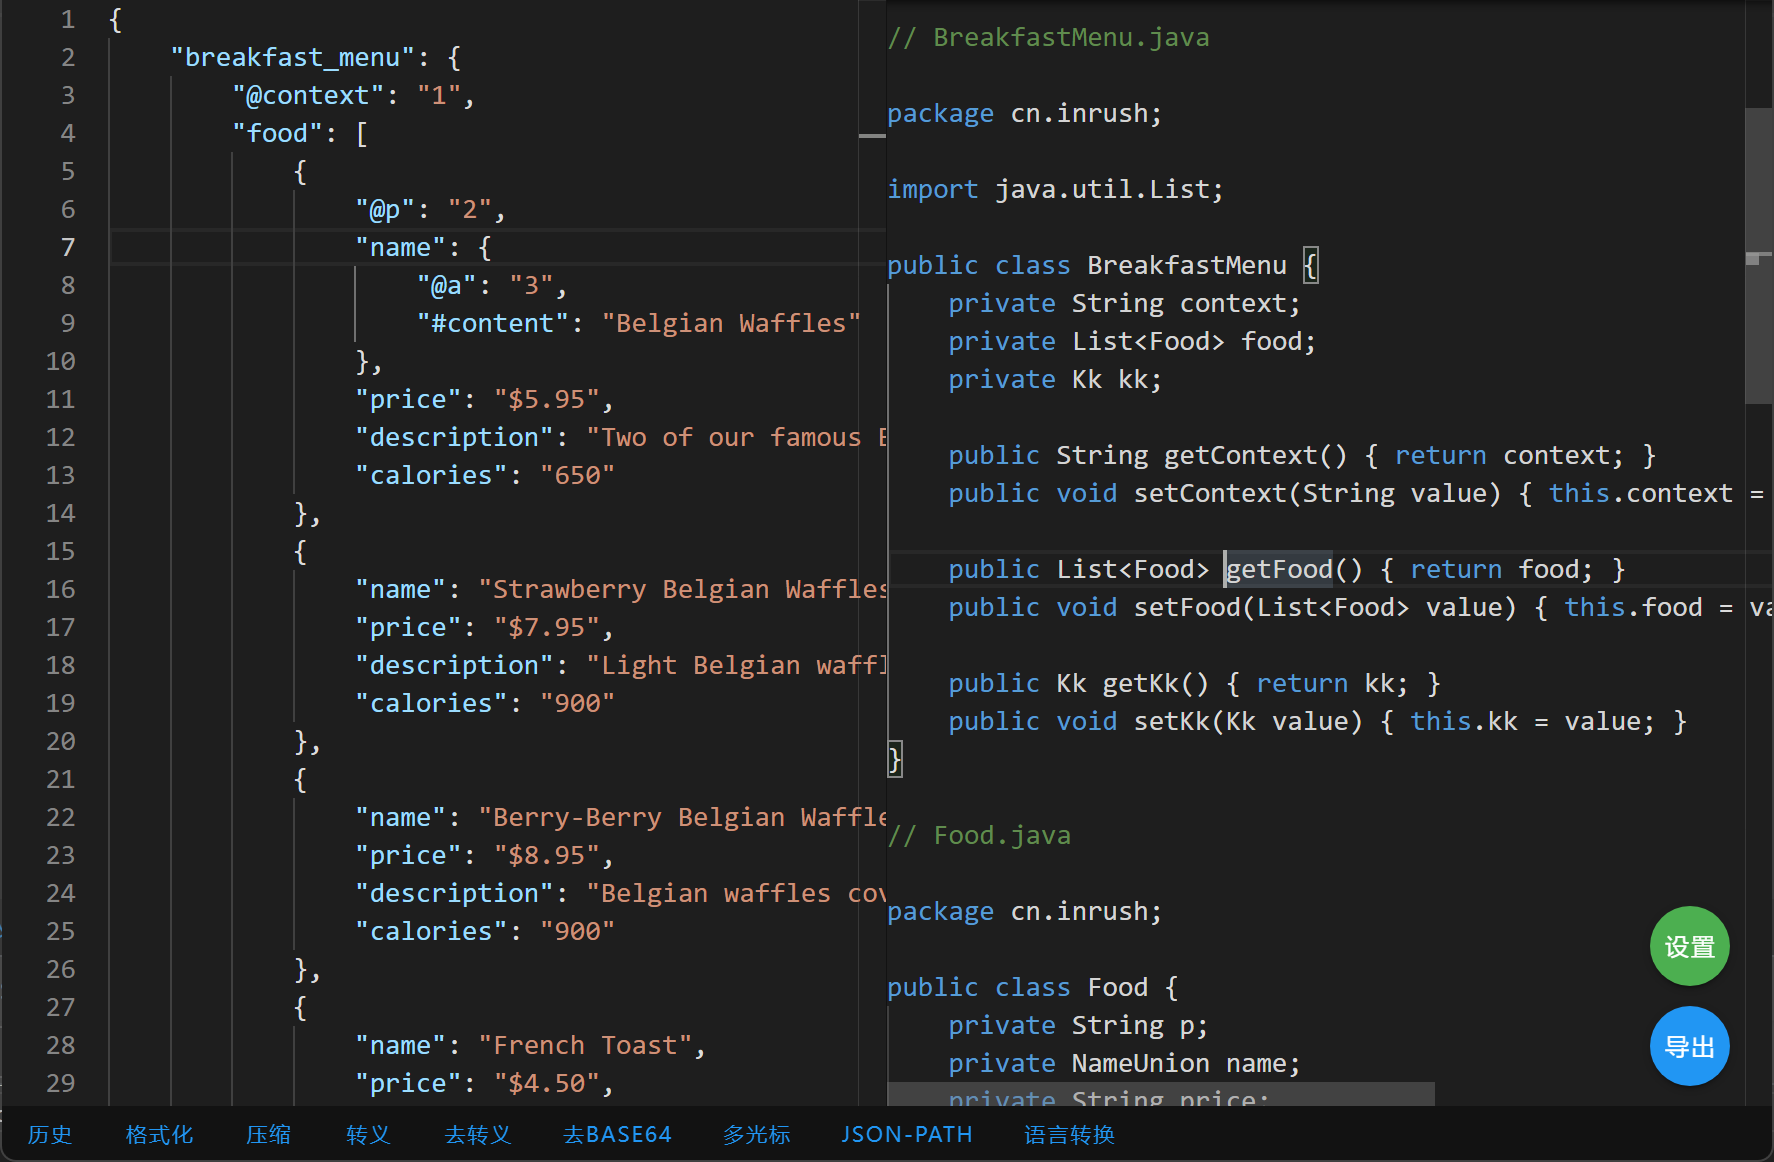 1 {
2 "breakfast_menu": {
3 "@context": "1",
4 "food": [
5 {
6 "@p": "2",
7 "name": {
8 "@a": "3",
9 "#content": "Belgian Waffles"
10 },
11 "price": "$5.95",
12 "description": "Two of our famous
13 "calories": "650"
14 },
15 {
16 "name": "Strawberry Belgian Waffles
17 "price": "$7.95",
18 "description": "Light Belgian waffl
19 "calories": "900"
20 },
21 {
22 "name": "Berry-Berry Belgian Waffle
23 "price": "$8.95",
24 "description": "Belgian waffles cov
25 "calories": "900"
26 },
27 {
28 "name": "French Toast",
29 "price": "$4.50",
// BreakfastMenu.java
package cn.inrush;
import java.util.List;
public class BreakfastMenu {
private String context;
private List<Food> food;
private Kk kk;
public String getContext() { return context; }
public void setContext(String value) { this.context =
public List<Food> getFood() { return food; }
public void setFood(List<Food> value) { this.food = va
public Kk getKk() { return kk; }
public void setKk(Kk value) { this.kk = value; }
}
// Food.java
package cn.inrush;
public class Food {
private String p;
private NameUnion name;
private String price;
设置
导出
历史 格式化 压缩 转义 去转义 去BASE64 多光标 JSON-PATH 语言转换